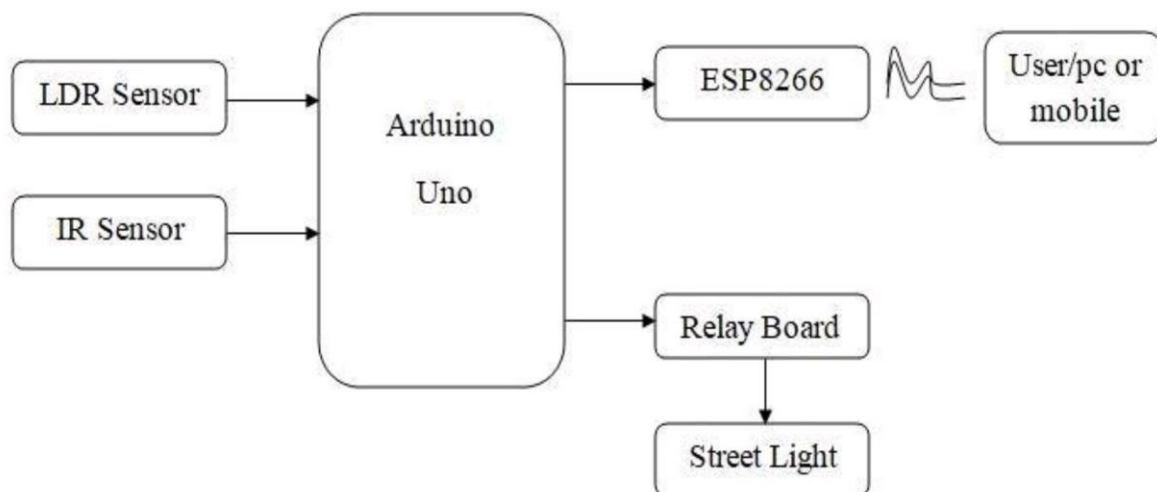 LDR Sensor
IR Sensor
Arduino
Uno
ESP8266
User/pc or
mobile
Relay Board
Street Light